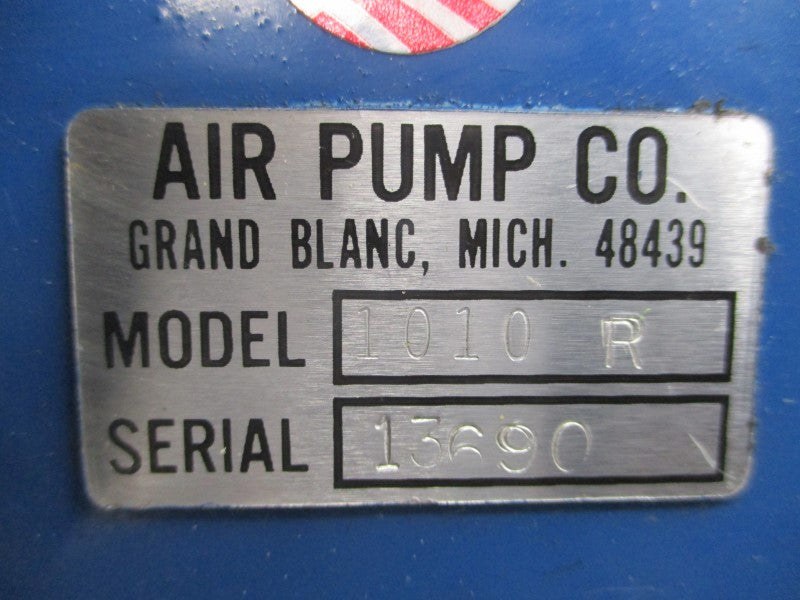 AIR PUMP CO.
GRAND BLANC, MICH. 48439
MODEL 1010 R
SERIAL 13690